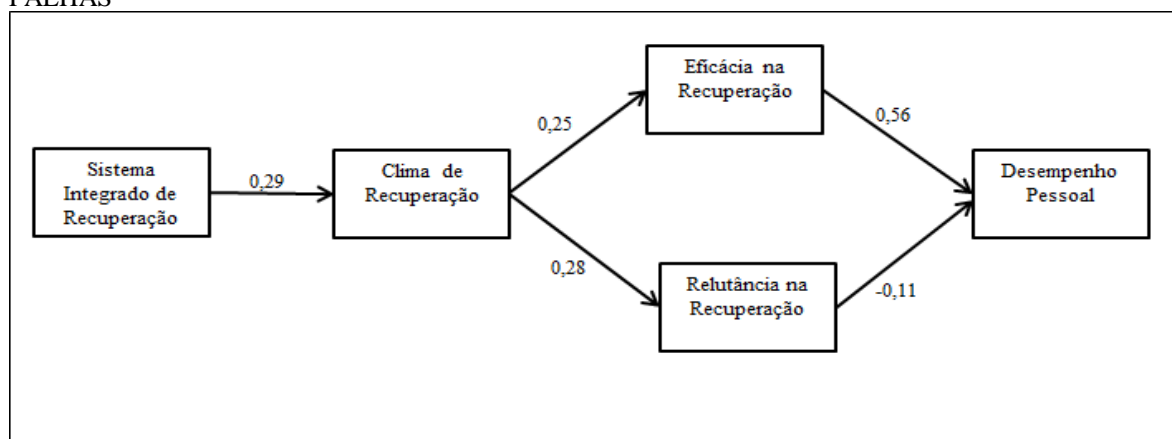 FALHAS
Eficácia na
Recuperação
0,56
0,25
Sistema
Integrado de
Recuperação
0,29
Clima de
Recuperação
Desempenho
Pessoal
0,28
Relutância na
Recuperação
-0,11